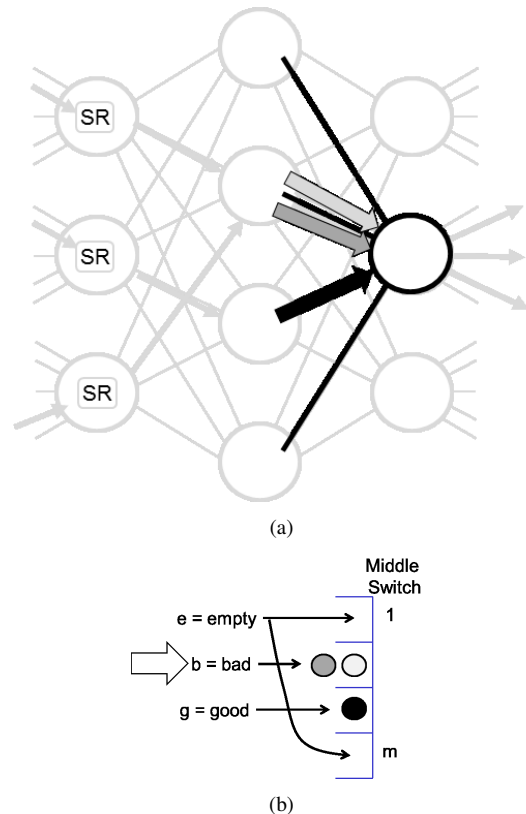 SR
SR
SR
(a)
Middle
Switch
e = empty
1
b = bad
g = good
m
(b)